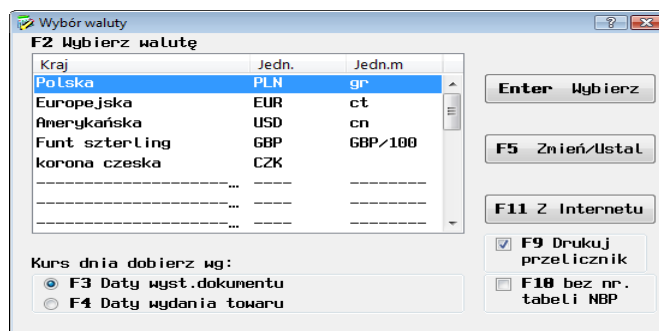 Wybór waluty
F2 Wybierz walutę
Kraj Jedn. Jedn.m
Polska PLN gr
Europejska EUR ct
Amerykańska USD cn
Funt szterling GBP GBP/100
korona czeska CZK
--------------------... ---- --------
--------------------... ---- --------
--------------------... ---- --------
Enter Wybierz
F5 Zmień/Ustal
F11 Z Internetu
F9 Drukuj
przelicznik
F10 bez nr.
tabeli NBP
Kurs dnia dobierz wg:
F3 Daty wyst.dokumentu
F4 Daty wydania towaru